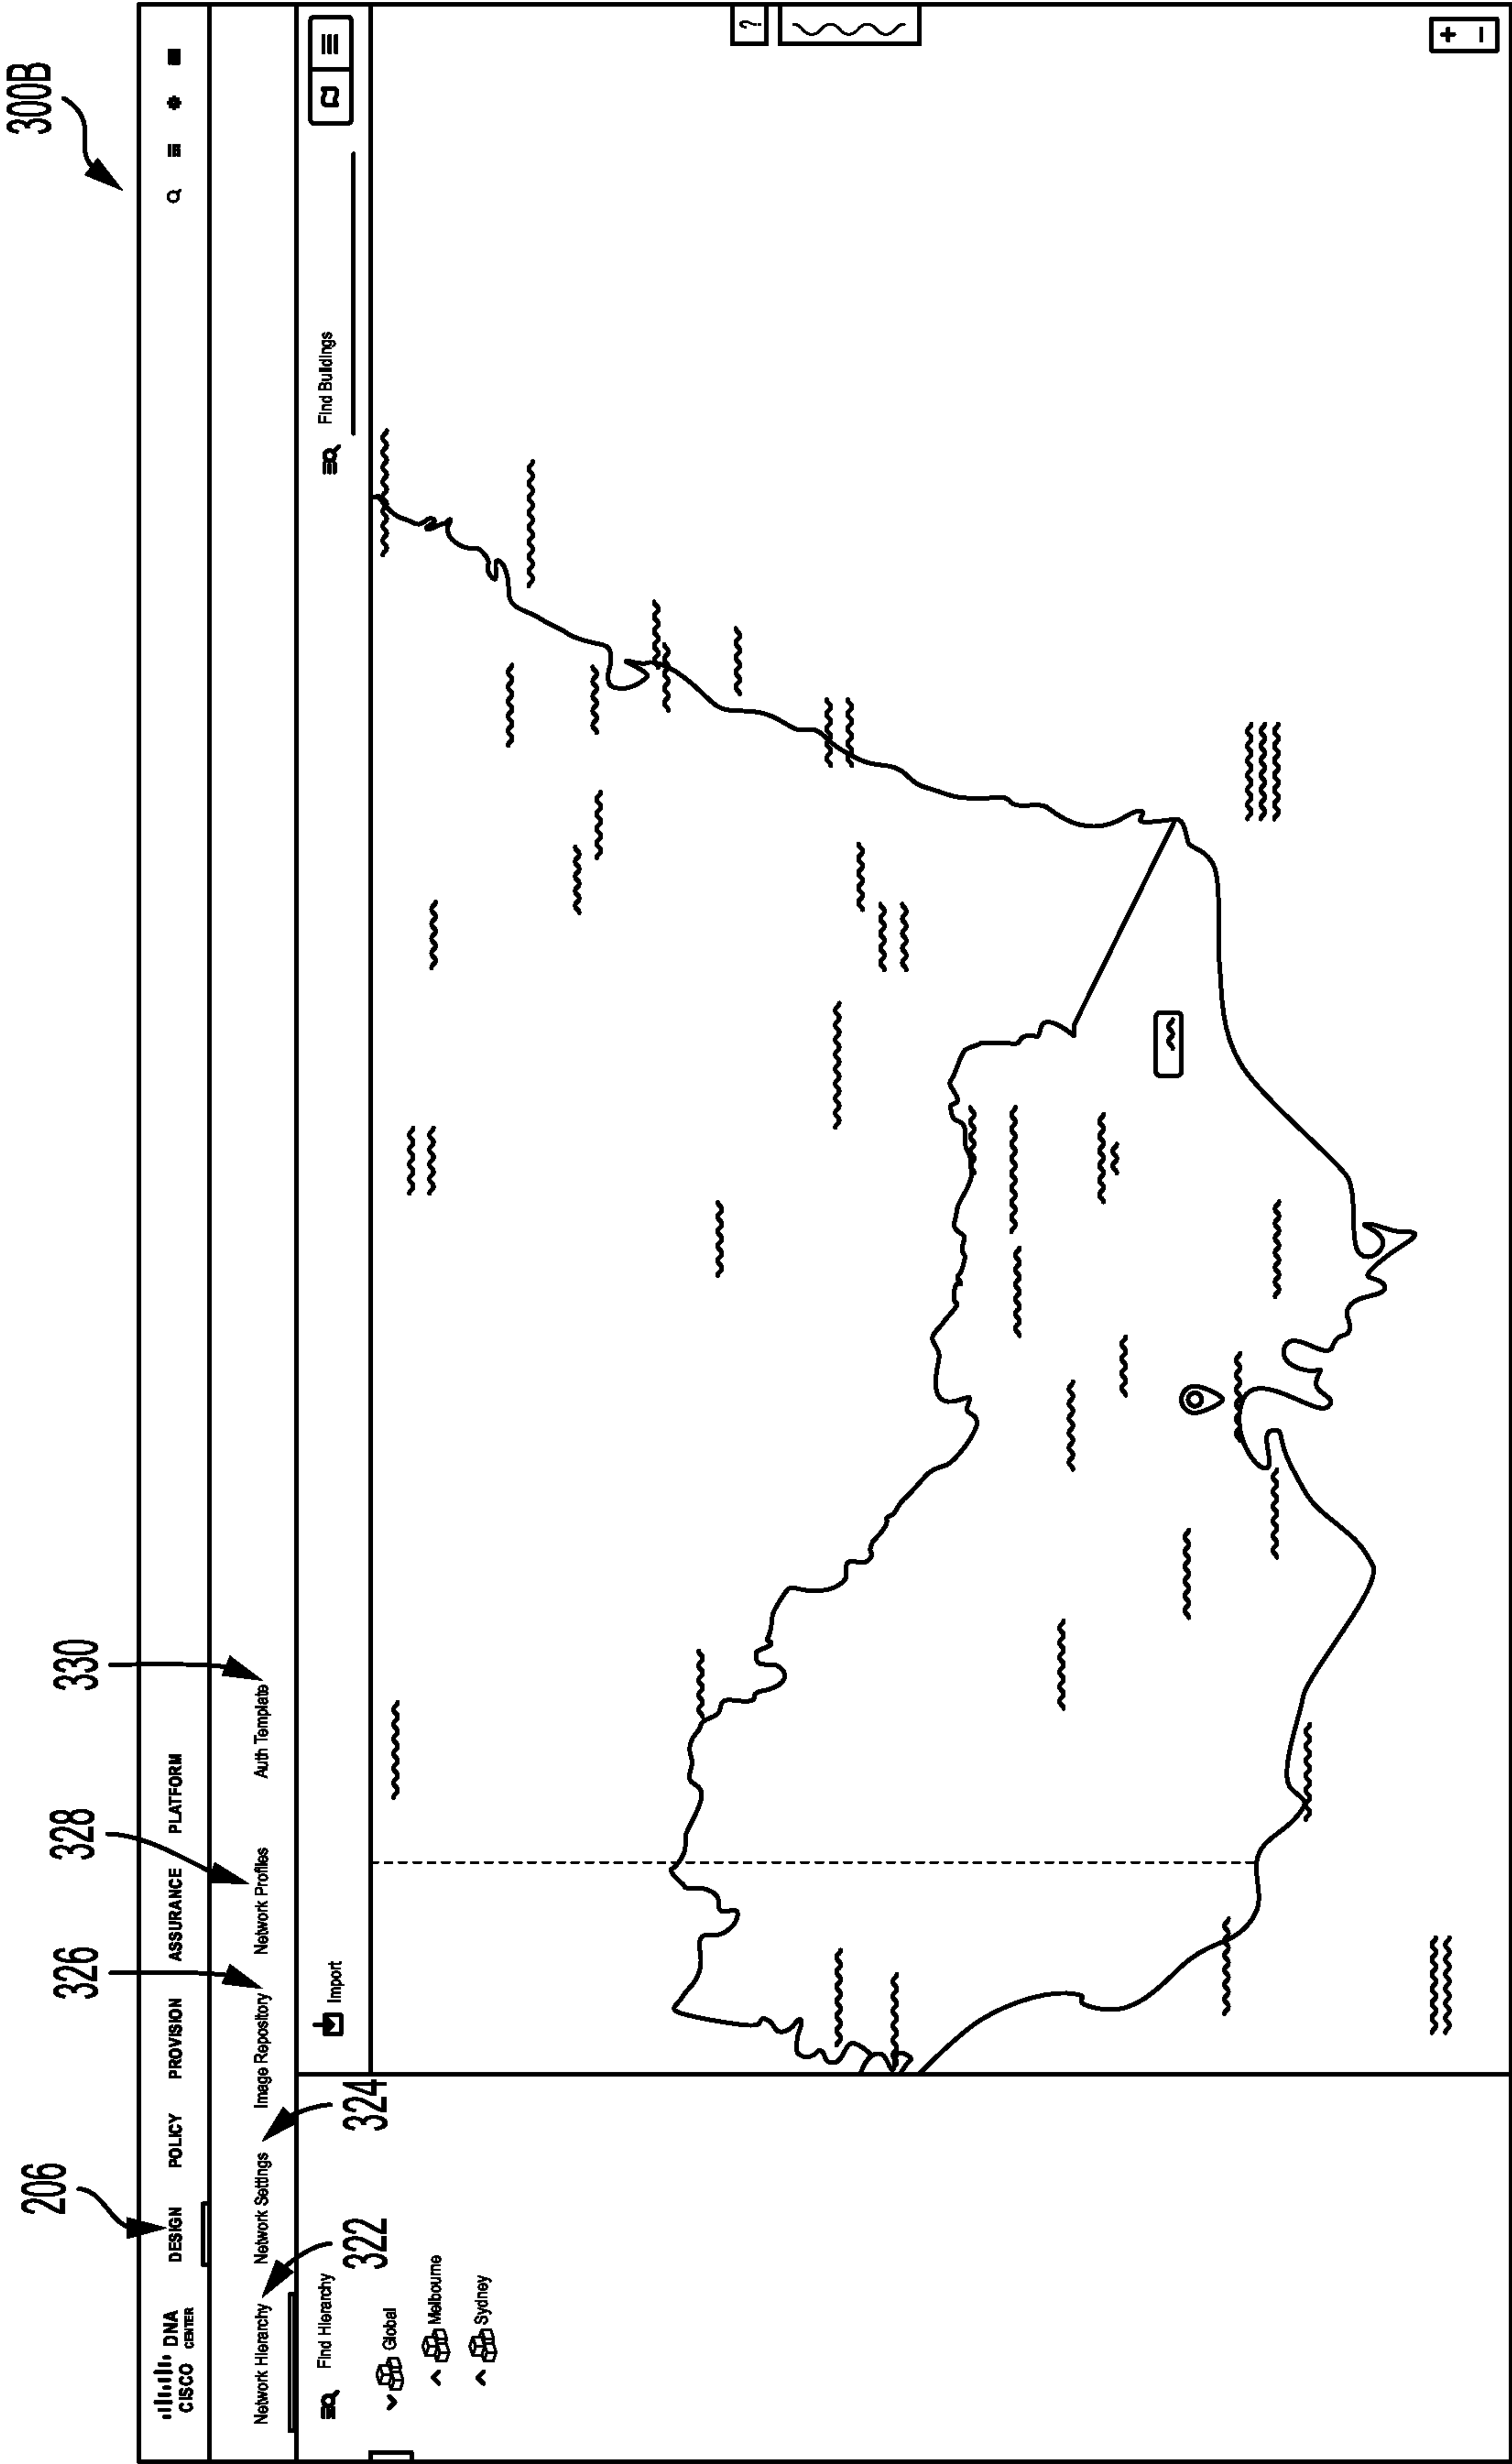 300B
206
326
328
330
CISCO
DNA
CENTER
DESIGN
POLICY
PROVISION
ASSURANCE
PLATFORM
Network Hierarchy
Network Settings
Image Repository
Network Profiles
Auth Template
322
324
Find Hierarchy
Import
Find Buildings
Global
Melbourne
Sydney
?
+
−